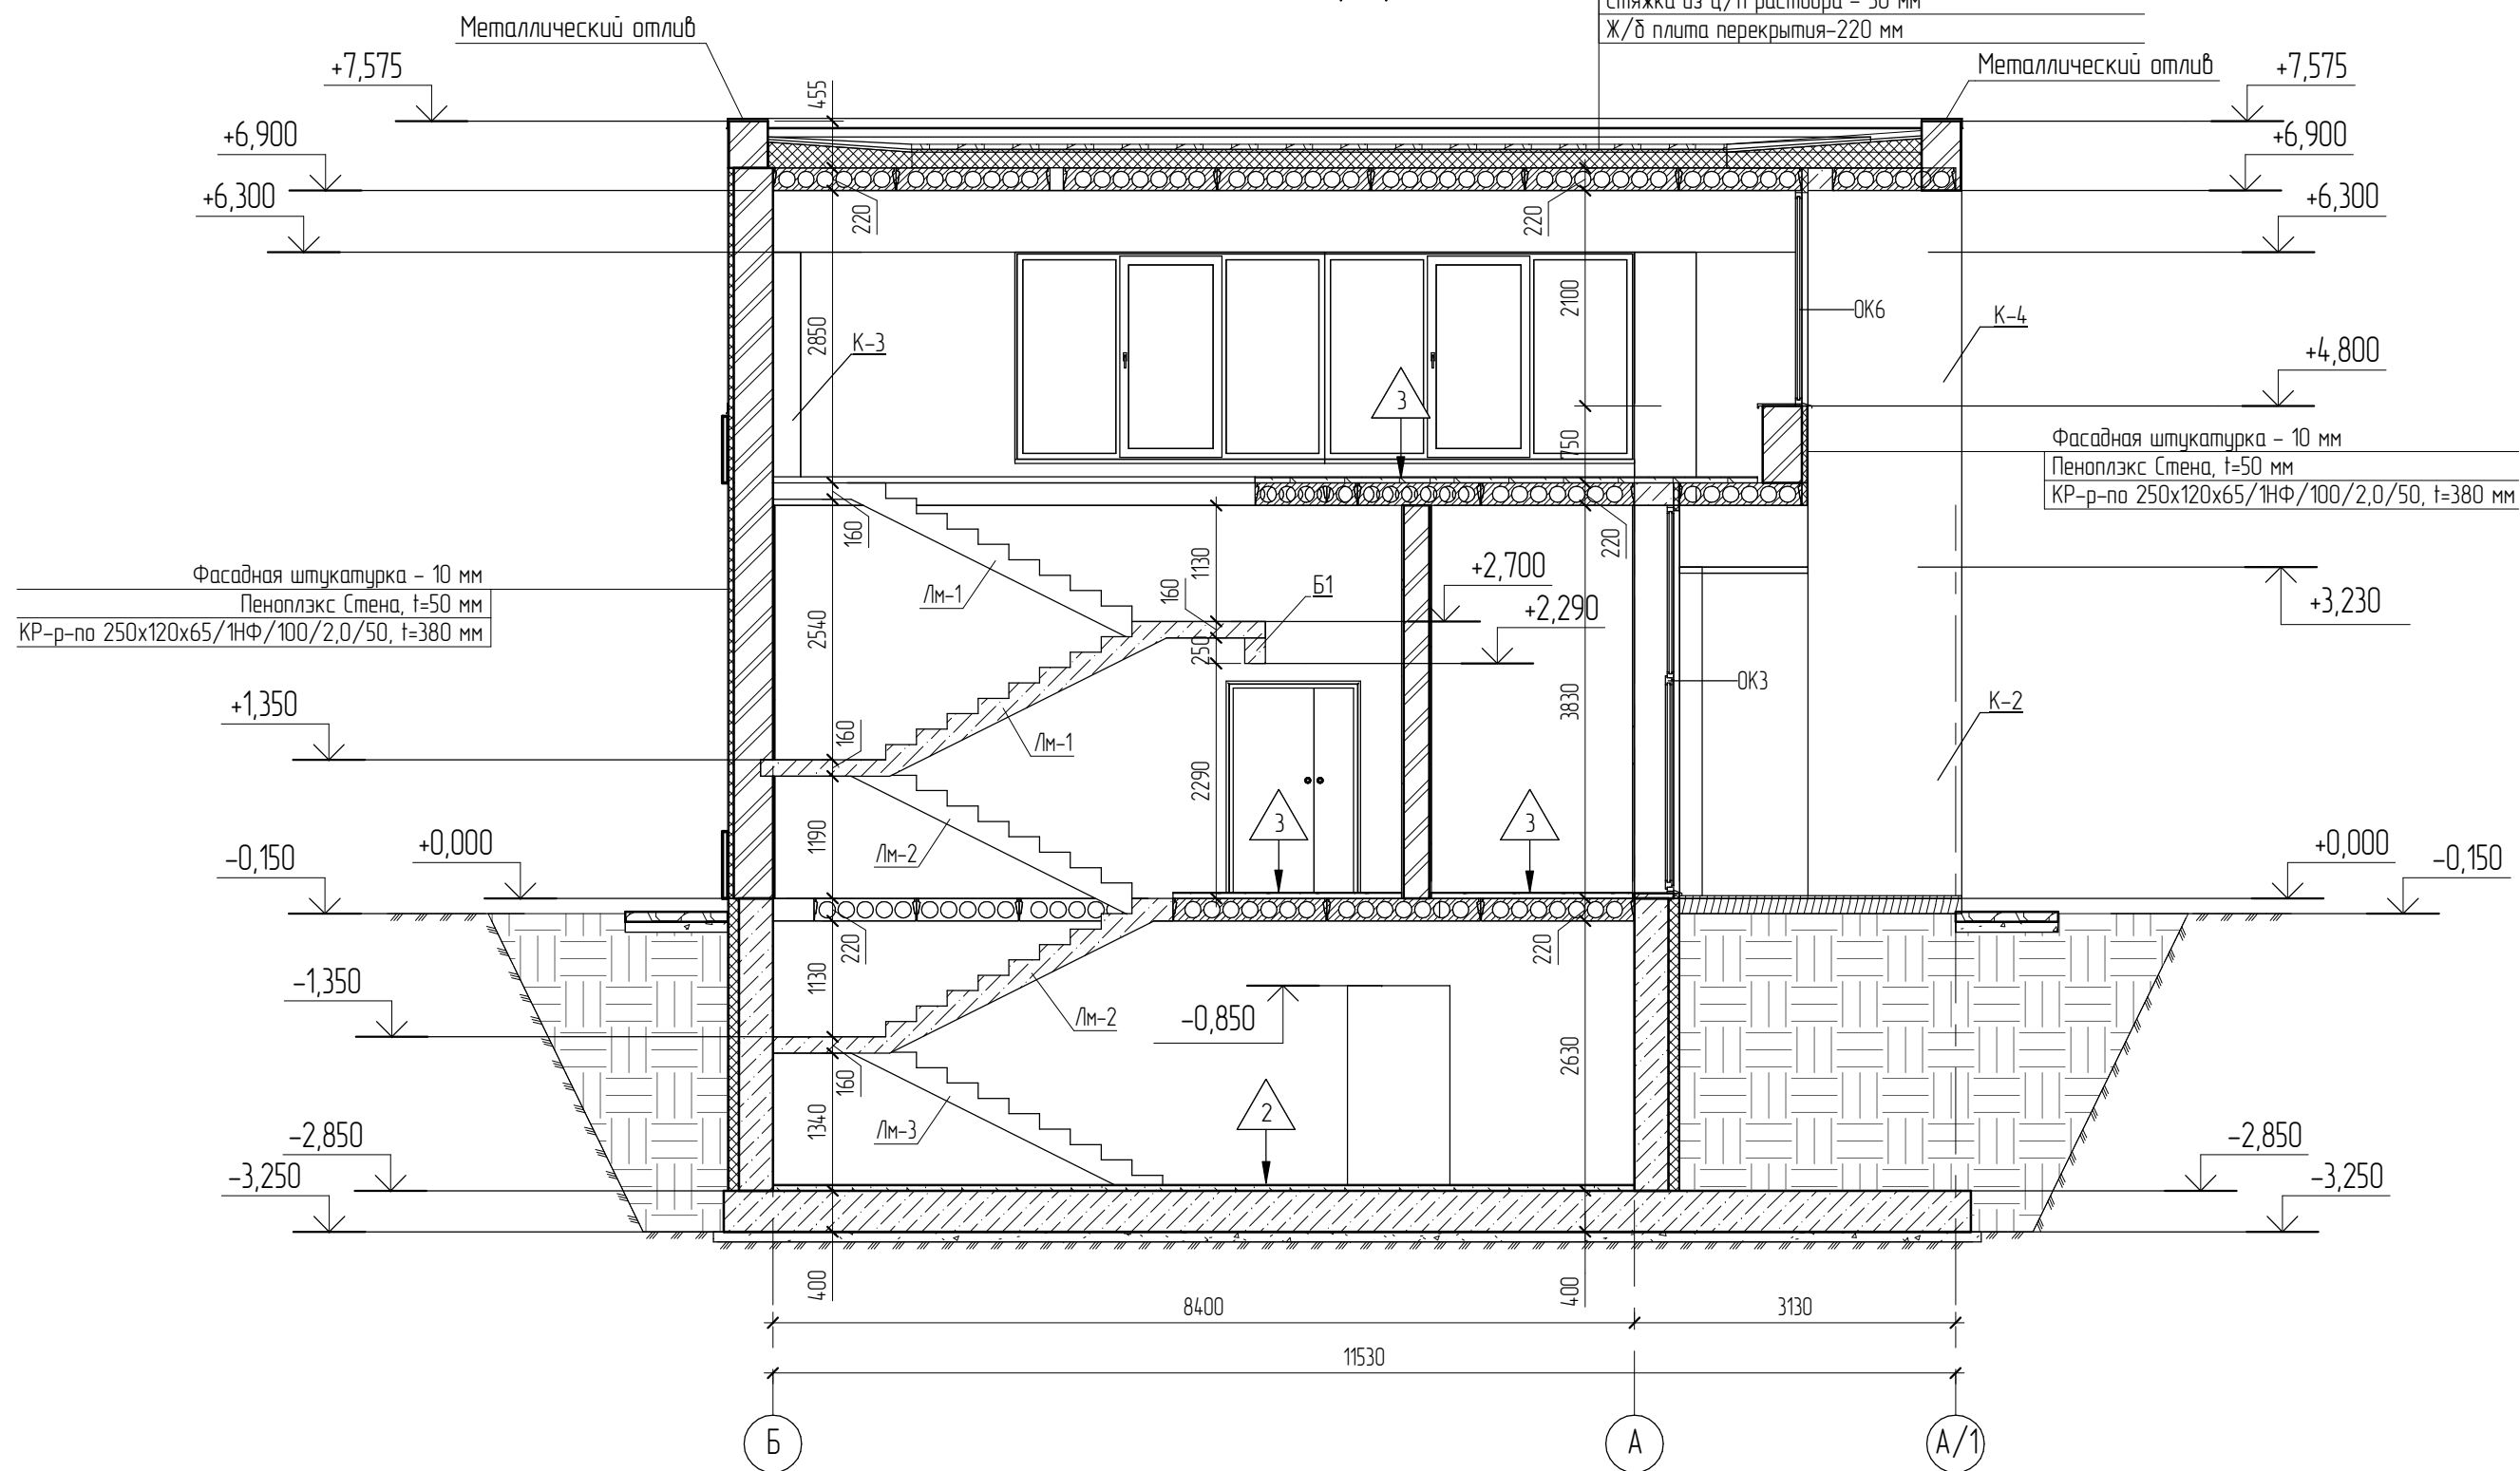 Ж/б плита перекрытия-220 мм
Металлический отлив
Металлический отлив
+7,575
+7,575
455
+6,900
+6,900
+6,300
+6,300
220
220
2850
2100
К-3
ОК6
К-4
+4,800
3
750
Фасадная штукатурка - 10 мм
Пеноплэкс Стена, t=50 мм
КР-р-по 250х120х65/1НФ/100/2,0/50, t=380 мм
160
220
1130
Фасадная штукатурка - 10 мм
Пеноплэкс Стена, t=50 мм
КР-р-по 250х120х65/1НФ/100/2,0/50, t=380 мм
Лм-1
160
Б1
+2,700
+2,290
+3,230
2540
250
ОК3
3830
К-2
+1,350
160
Лм-1
2290
1190
3
3
Лм-2
-0,150
+0,000
+0,000
-0,150
220
220
1130
-1,350
Лм-2
-0,850
2630
160
1340
Лм-3
2
-2,850
-2,850
-3,250
-3,250
400
400
8400
3130
11530
Б
А
А/1